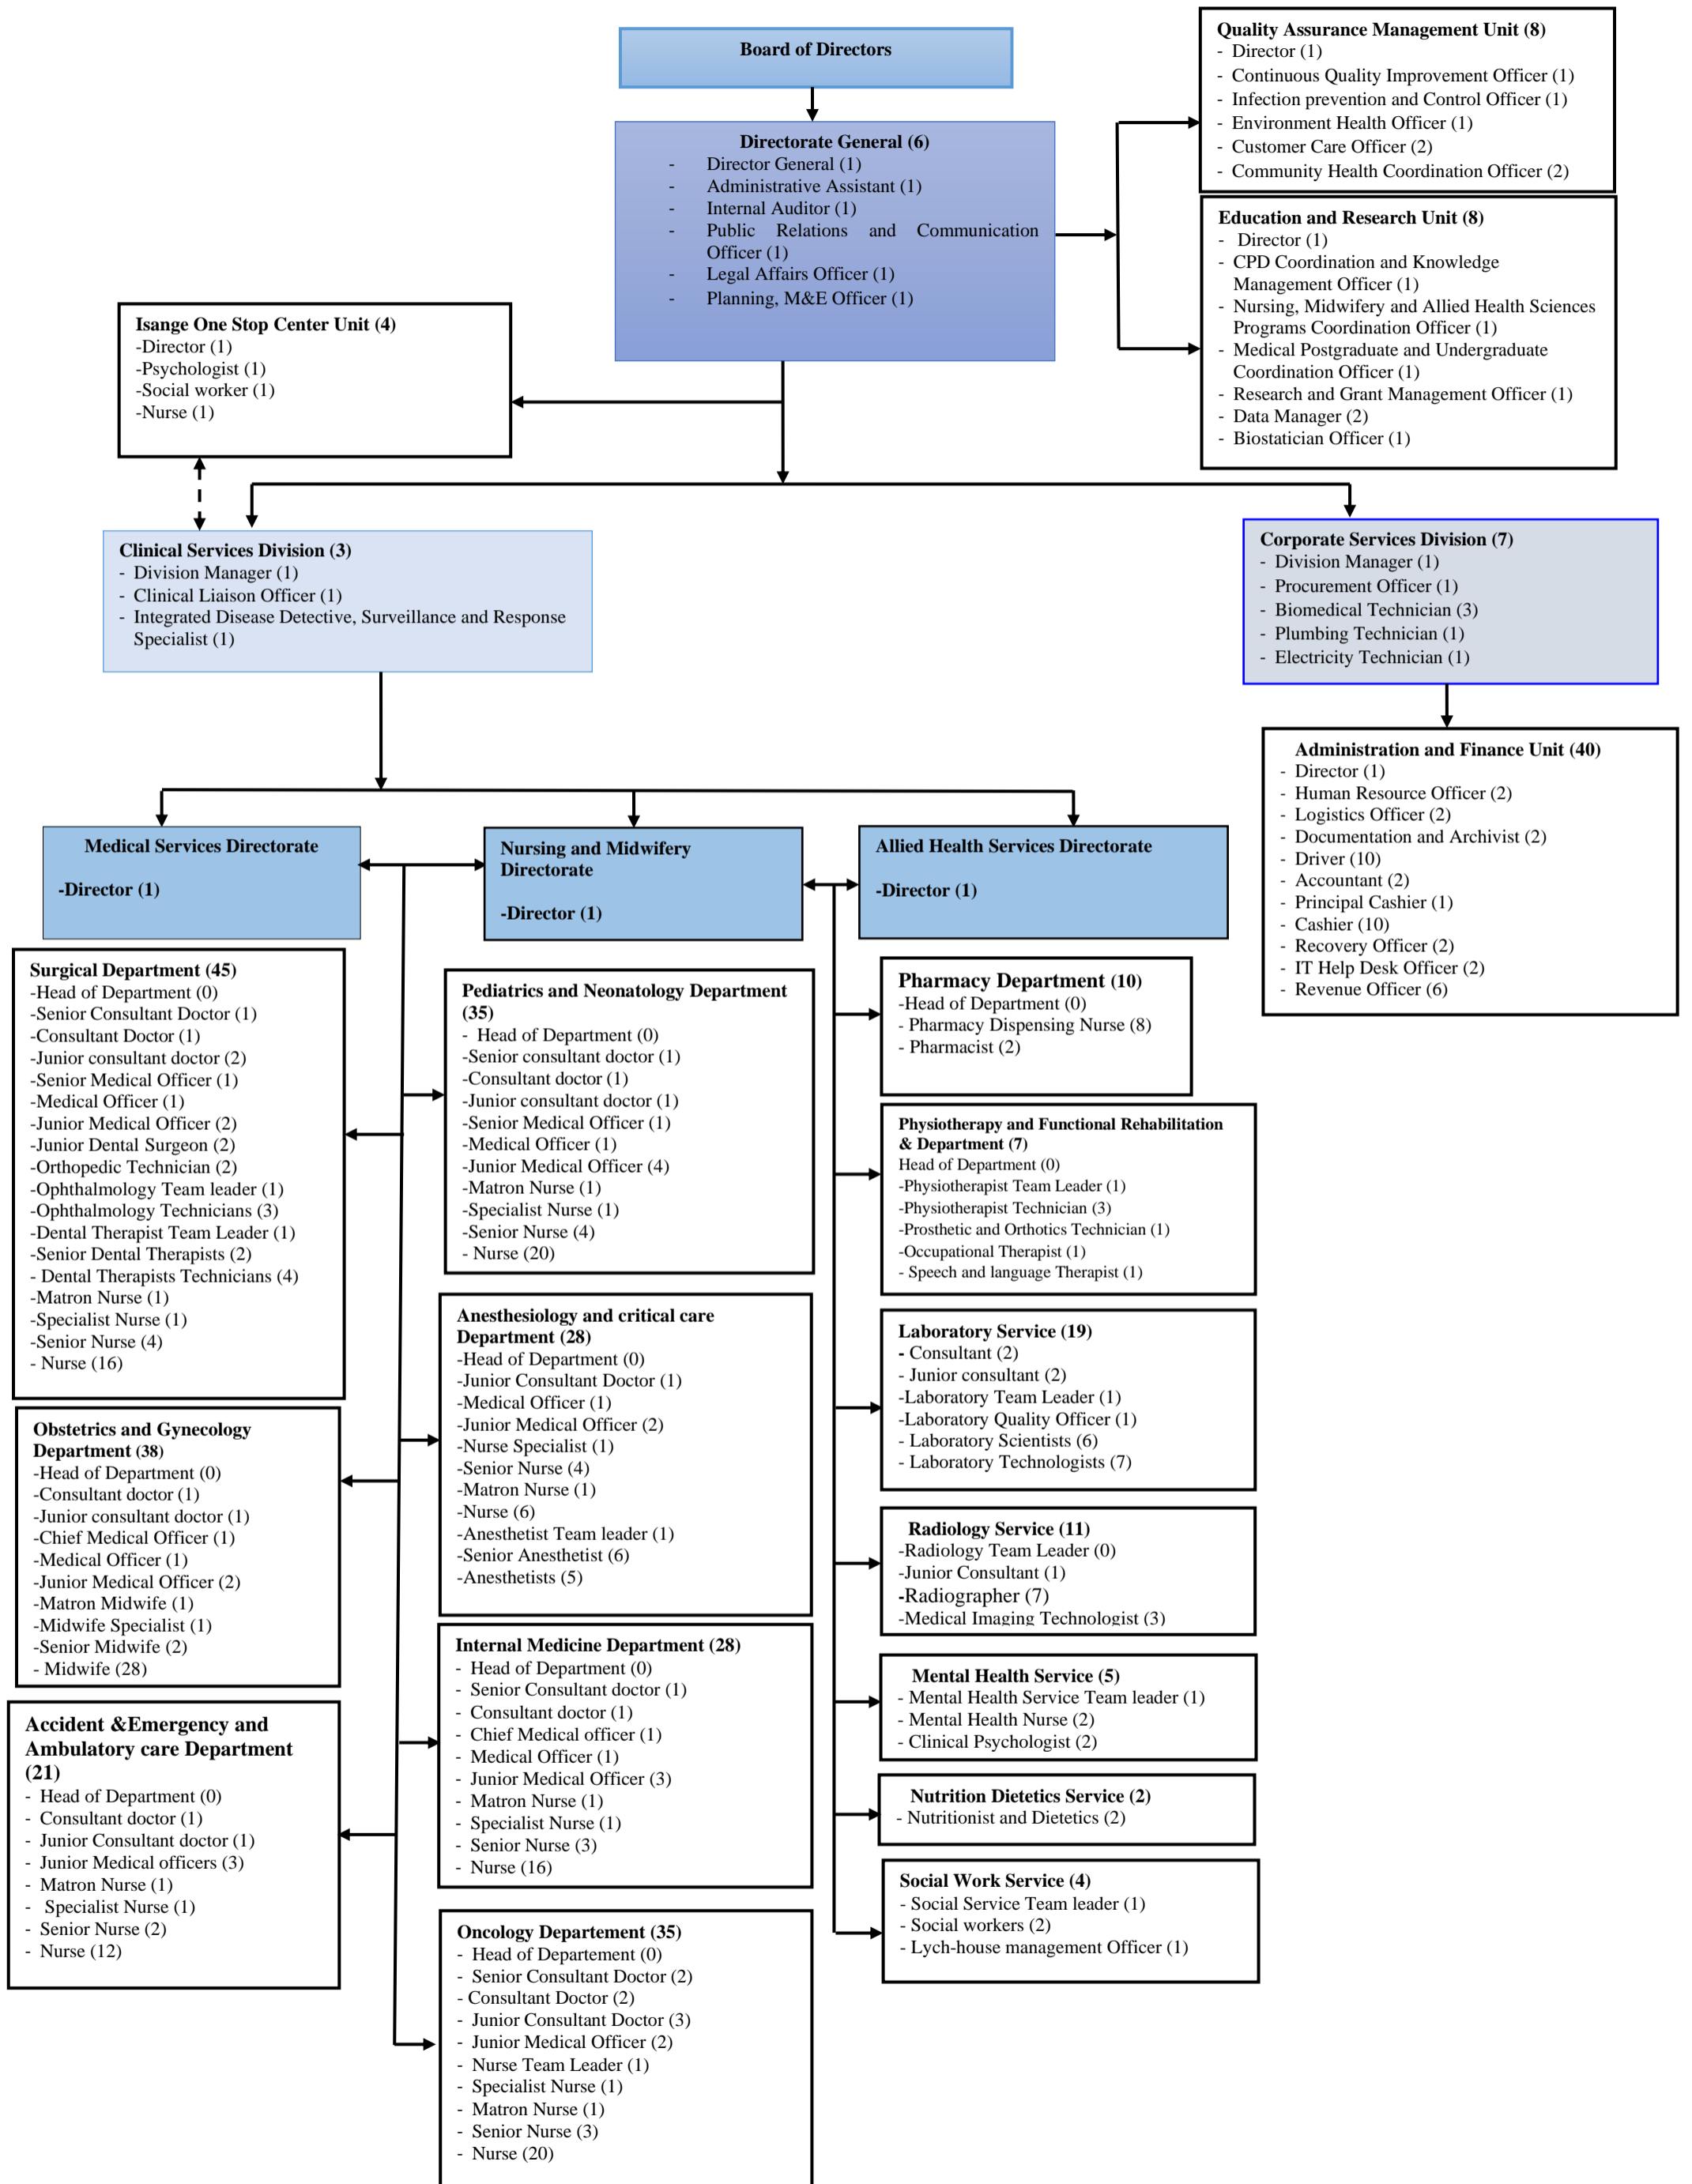 Board of Directors
Directorate General (6)
- Director General (1)
- Administrative Assistant (1)
- Internal Auditor (1)
- Public Relations and Communication
Officer (1)
- Legal Affairs Officer (1)
- Planning, M&E Officer (1)
Quality Assurance Management Unit (8)
- Director (1)
- Continuous Quality Improvement Officer (1)
- Infection prevention and Control Officer (1)
- Environment Health Officer (1)
- Customer Care Officer (2)
- Community Health Coordination Officer (2)
Education and Research Unit (8)
- Director (1)
- CPD Coordination and Knowledge
Management Officer (1)
- Nursing, Midwifery and Allied Health Sciences
Programs Coordination Officer (1)
- Medical Postgraduate and Undergraduate
Coordination Officer (1)
- Research and Grant Management Officer (1)
- Data Manager (2)
- Biostatician Officer (1)
Isange One Stop Center Unit (4)
-Director (1)
-Psychologist (1)
-Social worker (1)
-Nurse (1)
Clinical Services Division (3)
- Division Manager (1)
- Clinical Liaison Officer (1)
- Integrated Disease Detective, Surveillance and Response
Specialist (1)
Corporate Services Division (7)
- Division Manager (1)
- Procurement Officer (1)
- Biomedical Technician (3)
- Plumbing Technician (1)
- Electricity Technician (1)
Administration and Finance Unit (40)
- Director (1)
- Human Resource Officer (2)
- Logistics Officer (2)
- Documentation and Archivist (2)
- Driver (10)
- Accountant (2)
- Principal Cashier (1)
- Cashier (10)
- Recovery Officer (2)
- IT Help Desk Officer (2)
- Revenue Officer (6)
Medical Services Directorate
-Director (1)
Nursing and Midwifery
Directorate
-Director (1)
Allied Health Services Directorate
-Director (1)
Surgical Department (45)
-Head of Department (0)
-Senior Consultant Doctor (1)
-Consultant Doctor (1)
-Junior consultant doctor (2)
-Senior Medical Officer (1)
-Medical Officer (1)
-Junior Medical Officer (2)
-Junior Dental Surgeon (2)
-Orthopedic Technician (2)
-Ophthalmology Team leader (1)
-Ophthalmology Technicians (3)
-Dental Therapist Team Leader (1)
-Senior Dental Therapists (2)
- Dental Therapists Technicians (4)
-Matron Nurse (1)
-Specialist Nurse (1)
-Senior Nurse (4)
- Nurse (16)
Obstetrics and Gynecology
Department (38)
-Head of Department (0)
-Consultant doctor (1)
-Junior consultant doctor (1)
-Chief Medical Officer (1)
-Medical Officer (1)
-Junior Medical Officer (2)
-Matron Midwife (1)
-Midwife Specialist (1)
-Senior Midwife (2)
- Midwife (28)
Accident &Emergency and
Ambulatory care Department
(21)
- Head of Department (0)
- Consultant doctor (1)
- Junior Consultant doctor (1)
- Junior Medical officers (3)
- Matron Nurse (1)
- Specialist Nurse (1)
- Senior Nurse (2)
- Nurse (12)
Pediatrics and Neonatology Department
(35)
- Head of Department (0)
-Senior consultant doctor (1)
-Consultant doctor (1)
-Junior consultant doctor (1)
-Senior Medical Officer (1)
-Medical Officer (1)
-Junior Medical Officer (4)
-Matron Nurse (1)
-Specialist Nurse (1)
-Senior Nurse (4)
- Nurse (20)
Anesthesiology and critical care
Department (28)
-Head of Department (0)
-Junior Consultant Doctor (1)
-Medical Officer (1)
-Junior Medical Officer (2)
-Nurse Specialist (1)
-Senior Nurse (4)
-Matron Nurse (1)
-Nurse (6)
-Anesthetist Team leader (1)
-Senior Anesthetist (6)
-Anesthetists (5)
Internal Medicine Department (28)
- Head of Department (0)
- Senior Consultant doctor (1)
- Consultant doctor (1)
- Chief Medical officer (1)
- Medical Officer (1)
- Junior Medical Officer (3)
- Matron Nurse (1)
- Specialist Nurse (1)
- Senior Nurse (3)
- Nurse (16)
Oncology Departement (35)
- Head of Departement (0)
- Senior Consultant Doctor (2)
- Consultant Doctor (2)
- Junior Consultant Doctor (3)
- Junior Medical Officer (2)
- Nurse Team Leader (1)
- Specialist Nurse (1)
- Matron Nurse (1)
- Senior Nurse (3)
- Nurse (20)
Pharmacy Department (10)
-Head of Department (0)
- Pharmacy Dispensing Nurse (8)
- Pharmacist (2)
Physiotherapy and Functional Rehabilitation
& Department (7)
Head of Department (0)
-Physiotherapist Team Leader (1)
-Physiotherapist Technician (3)
-Prosthetic and Orthotics Technician (1)
-Occupational Therapist (1)
- Speech and language Therapist (1)
Laboratory Service (19)
- Consultant (2)
- Junior consultant (2)
-Laboratory Team Leader (1)
-Laboratory Quality Officer (1)
- Laboratory Scientists (6)
- Laboratory Technologists (7)
Radiology Service (11)
-Radiology Team Leader (0)
-Junior Consultant (1)
-Radiographer (7)
-Medical Imaging Technologist (3)
Mental Health Service (5)
- Mental Health Service Team leader (1)
- Mental Health Nurse (2)
- Clinical Psychologist (2)
Nutrition Dietetics Service (2)
- Nutritionist and Dietetics (2)
Social Work Service (4)
- Social Service Team leader (1)
- Social workers (2)
- Lych-house management Officer (1)